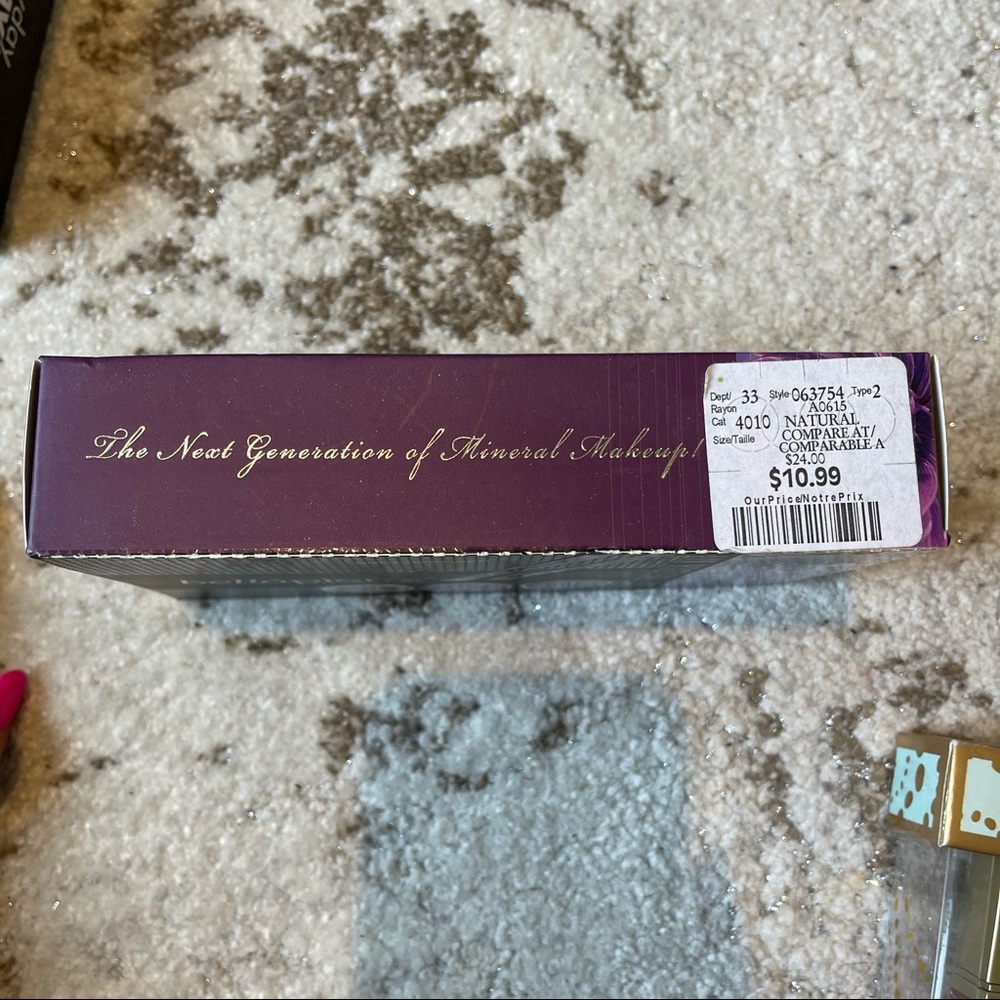 The Next Generation of Mineral Makeup!
Dept/ 33 Style 063754 Type 2
Rayon A0615
Cat 4010 NATURAL
Size/Taille COMPARE AT/
COMPARABLE A
$24.00
$10.99
OurPrice/NotrePrix